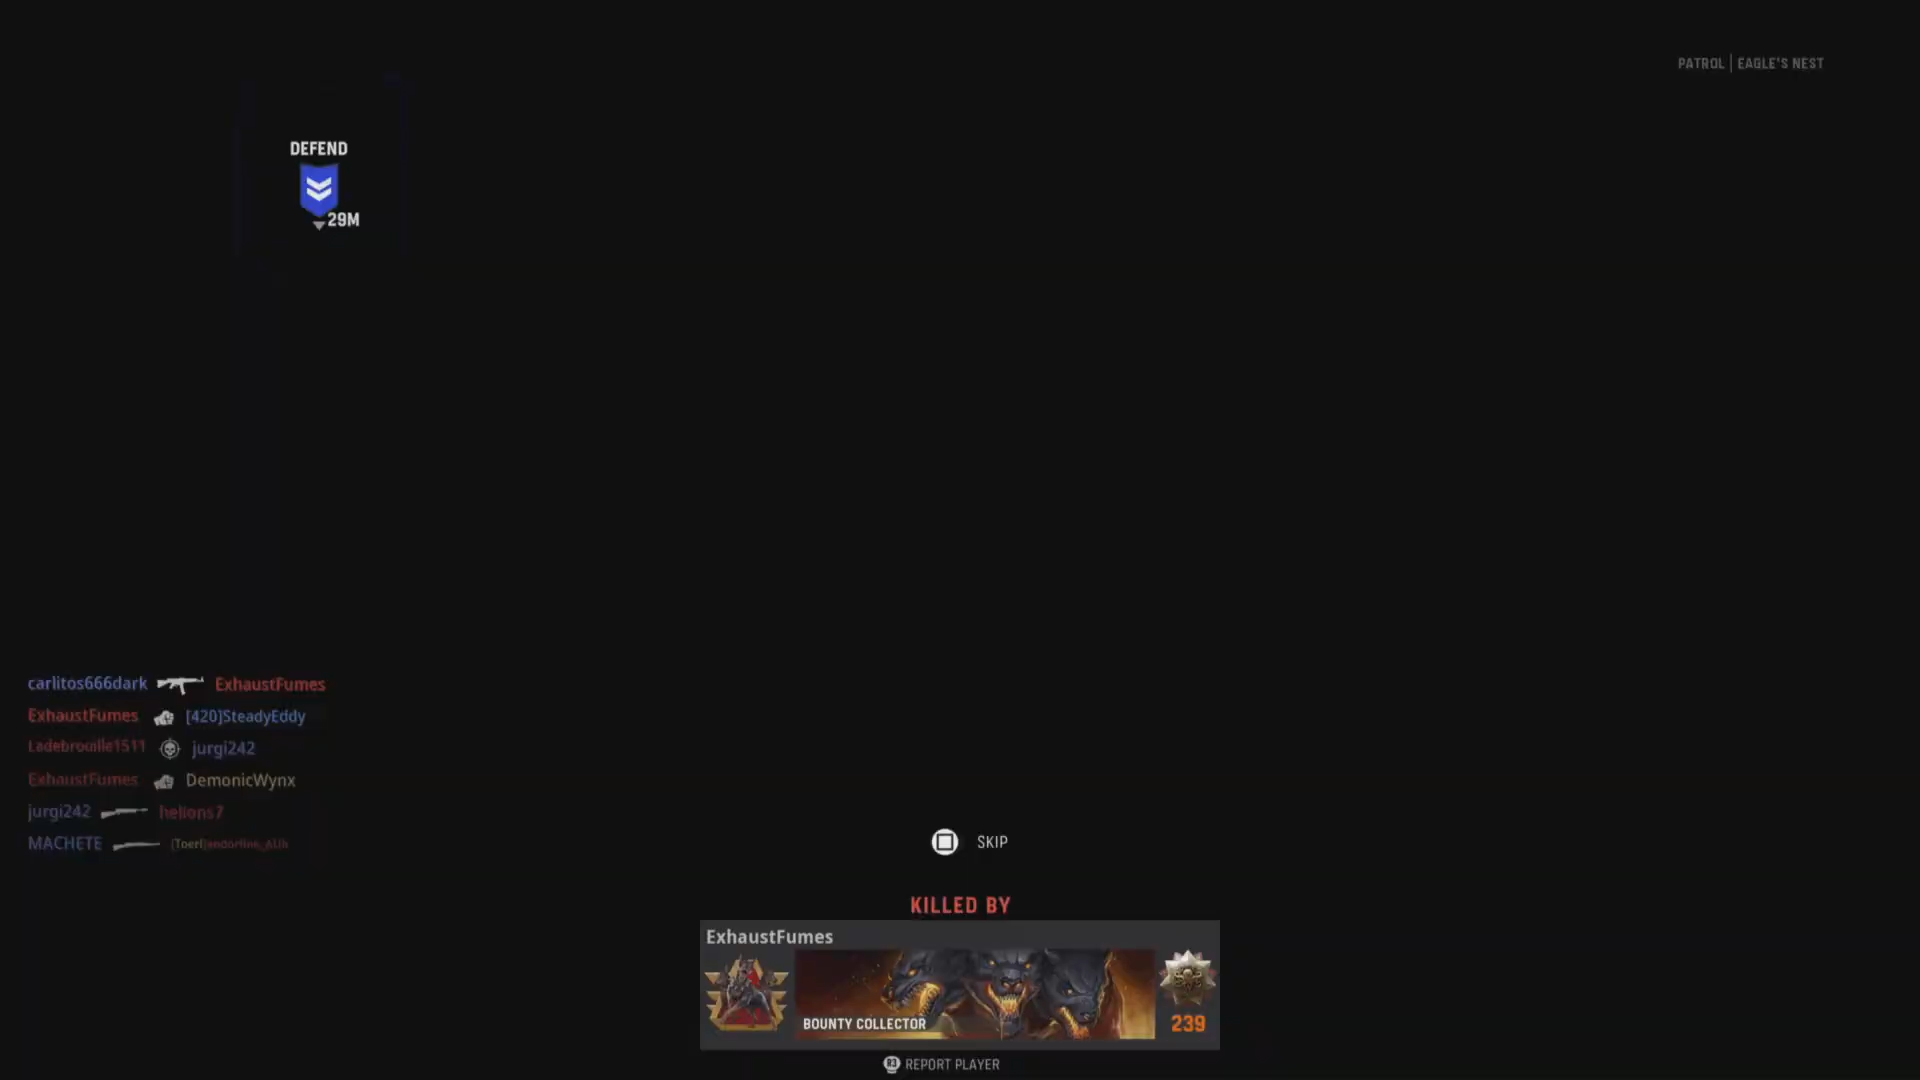 PATROL | EAGLE'S NEST
DEFEND
29M
carlitos666dark ExhaustFumes
ExhaustFumes [420]SteadyEddy
Ladebrouille1511 jurgi242
ExhaustFumes DemonicWynx
jurgi242 helions7
MACHETE
SKIP
KILLED BY
ExhaustFumes
BOUNTY COLLECTOR
239
R3 REPORT PLAYER